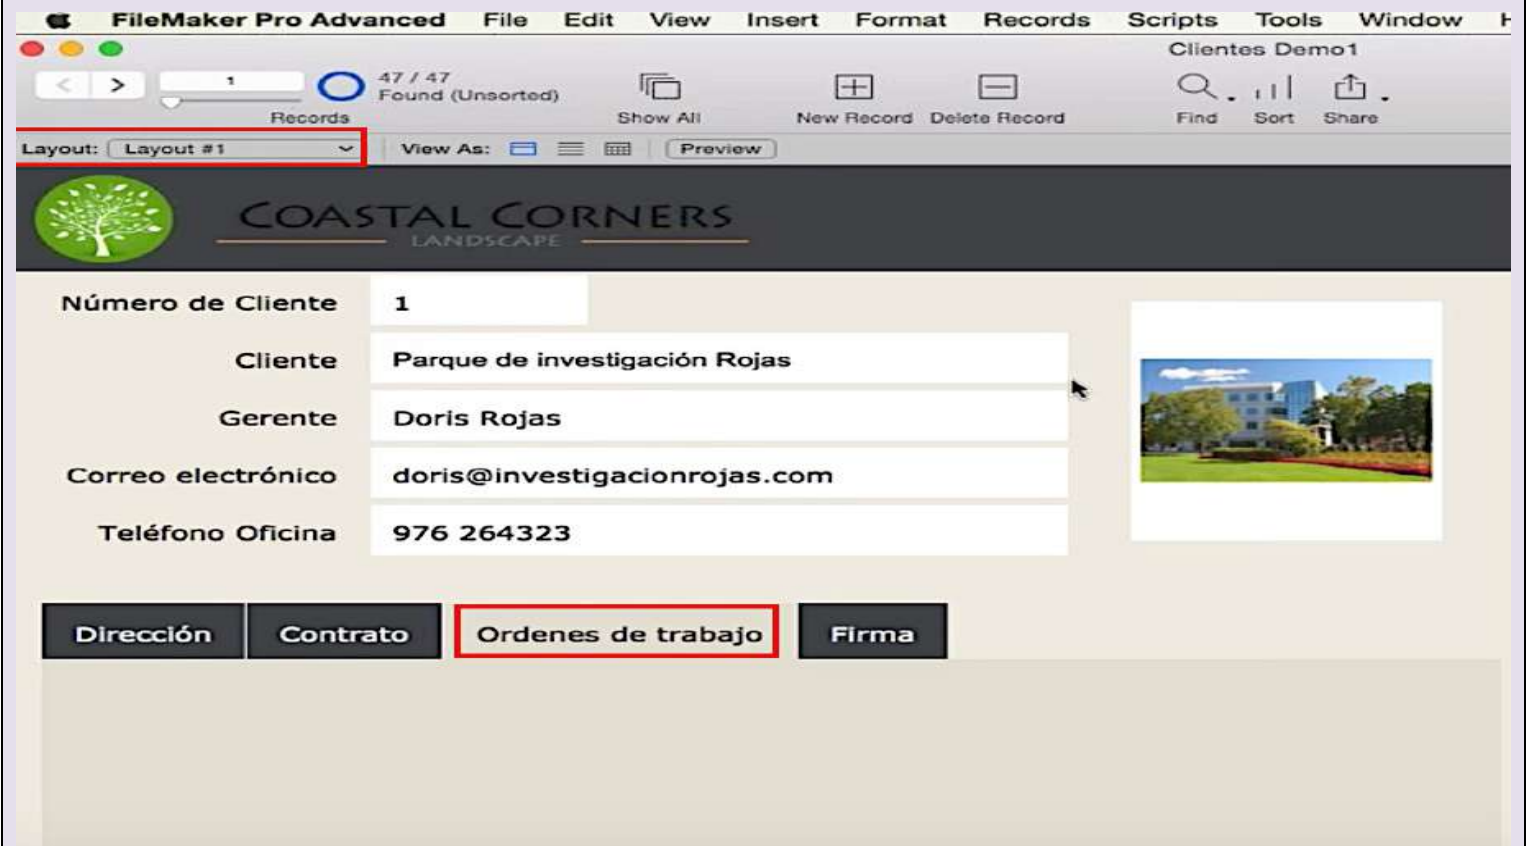 FileMaker Pro Advanced File Edit View Insert Format Records Scripts Tools Window
Clientes Demo1
1
47 / 47
Found (Unsorted)
Records
Show All
New Record
Delete Record
Find
Sort
Share
Layout: Layout #1
View As:
Preview
COASTAL CORNERS
LANDSCAPE
Número de Cliente 1
Cliente Parque de investigación Rojas
Gerente Doris Rojas
Correo electrónico doris@investigacionrojas.com
Teléfono Oficina 976 264323
Dirección Contrato Ordenes de trabajo Firma